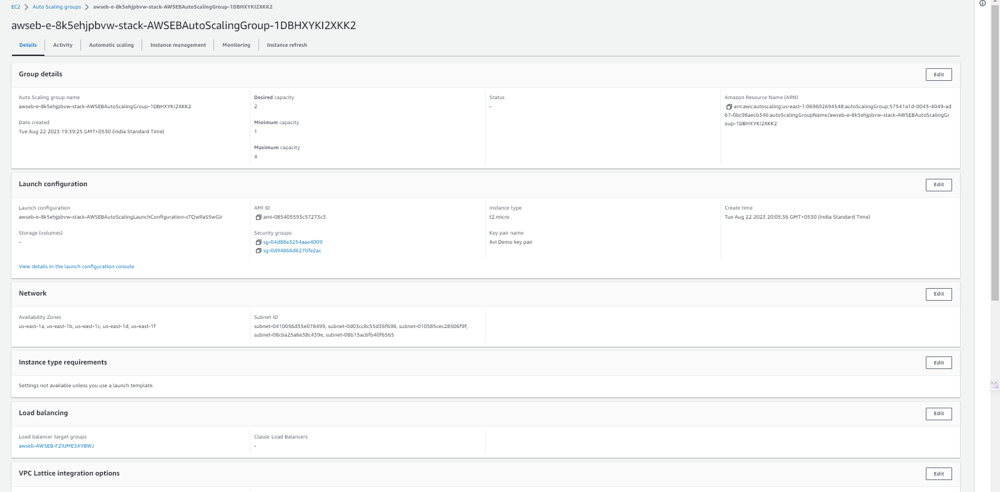 EC2 > Auto Scaling groups > awseb-e-8k5ehjpbvw-stack-AWSEBAutoScalingGroup-1DBHXYKI2XKK2
awseb-e-8k5ehjpbvw-stack-AWSEBAutoScalingGroup-1DBHXYKI2XKK2
Details Activity Automatic scaling Instance management Monitoring Instance refresh
Group details Edit
Auto Scaling group name
awseb-e-8k5ehjpbvw-stack-AWSEBAutoScalingGroup-1DBHXYKI2XKK2
Date created
Tue Aug 22 2023 19:39:25 GMT+0530 (India Standard Time)
Desired capacity
2
Minimum capacity
1
Maximum capacity
4
Status
-
Amazon Resource Name (ARN)
arn:aws:autoscaling:us-east-1:069692694548:autoScalingGroup:57541a1d-0043-4049-ad
67-0bc98aecb346:autoScalingGroupName/awseb-e-8k5ehjpbvw-stack-AWSEBAutoScalingGr
oup-1DBHXYKI2XKK2
Launch configuration Edit
Launch configuration
awseb-e-8k5ehjpbvw-stack-AWSEBAutoScalingLaunchConfiguration-sTQwRaS5wGlr
Storage (volumes)
-
View details in the launch configuration console
AMI ID
ami-085405593c57273c3
Security groups
sg-04d88e3254aae4009
sg-0d94866d627bfe2ac
Instance type
t2.micro
Key pair name
Avi Demo key pair
Create time
Tue Aug 22 2023 20:05:36 GMT+0530 (India Standard Time)
Network Edit
Availability Zones
us-east-1a, us-east-1b, us-east-1c, us-east-1d, us-east-1f
Subnet ID
subnet-0410056d35e078499, subnet-0d03cc8c55d36f698, subnet-010585cec28506f9f,
subnet-08cba25a6e38c439e, subnet-08b15ac6fb40f6565
Instance type requirements Edit
Settings not available unless you use a launch template.
Load balancing Edit
Load balancer target groups
awseb-AWSEB-FZIUME3XVBWJ
Classic Load Balancers
-
VPC Lattice integration options Edit